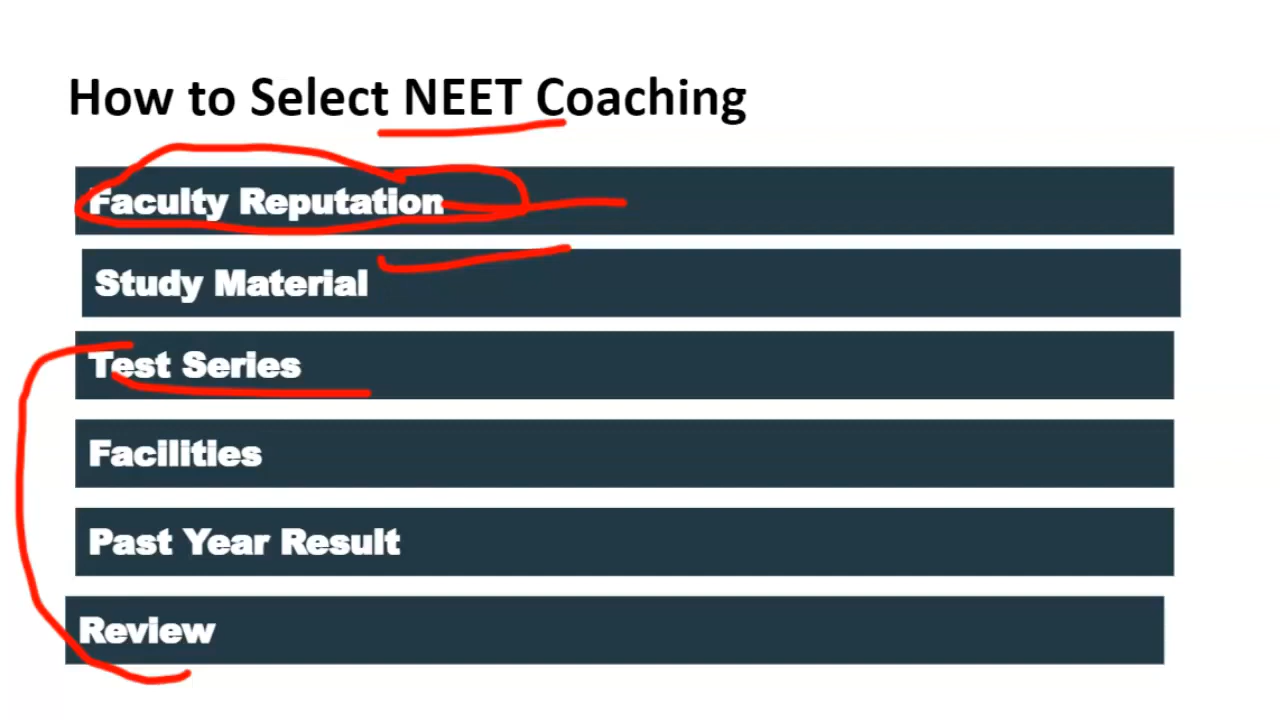 How to Select NEET Coaching
Faculty Reputation
Study Material
Test Series
Facilities
Past Year Result
Review